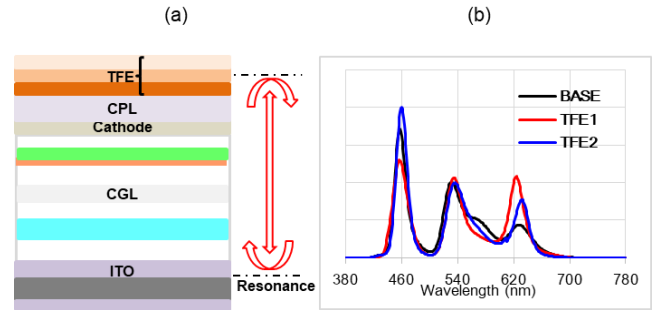 (a)
TFE
CPL
Cathode
CGL
ITO
Resonance
(b)
BASE
TFE1
TFE2
380 460 540 620 700 780
Wavelength (nm)